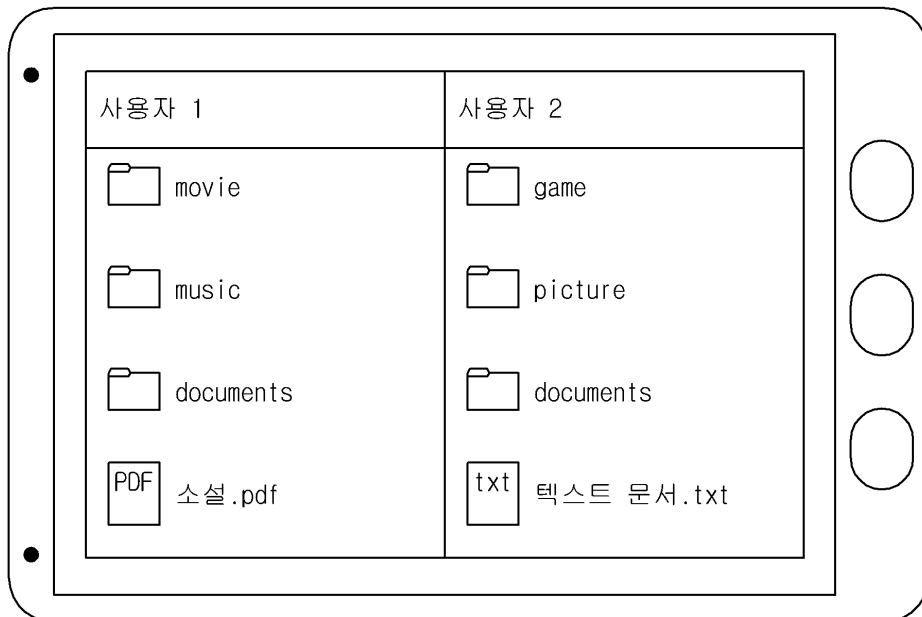 사용자 1
사용자 2
movie
game
music
picture
documents
documents
PDF
소설.pdf
txt
텍스트 문서.txt